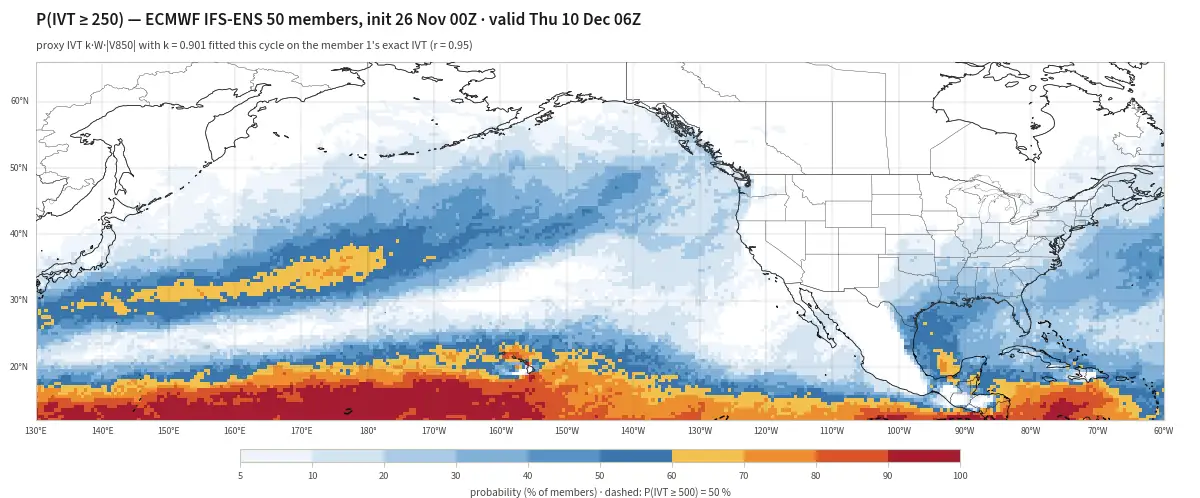 P(IVT ≥ 250) — ECMWF IFS-ENS 50 members, init 26 Nov 00Z · valid Thu 10 Dec 06Z
proxy IVT k·W·|V850| with k = 0.901 fitted this cycle on the member 1's exact IVT (r = 0.95)
60°N
50°N
40°N
30°N
20°N
130°E 140°E 150°E 160°E 170°E 180° 170°W 160°W 150°W 140°W 130°W 120°W 110°W 100°W 90°W 80°W 70°W 60°W
5 10 20 30 40 50 60 70 80 90 100
probability (% of members) · dashed: P(IVT ≥ 500) = 50 %